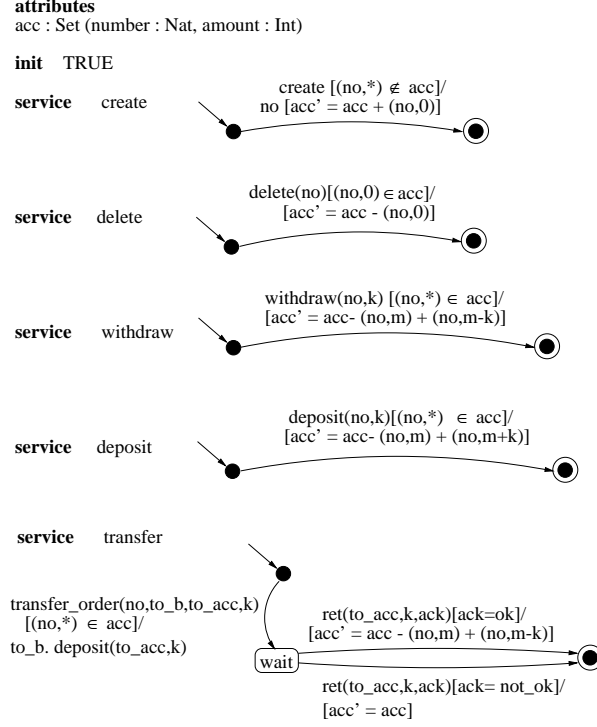 attributes
acc : Set (number : Nat, amount : Int)
init TRUE
service create
create [(no,*) ∉ acc]/
no [acc' = acc + (no,0)]
service delete
delete(no)[(no,0) ∈ acc]/
[acc' = acc - (no,0)]
service withdraw
withdraw(no,k) [(no,*) ∈ acc]/
[acc' = acc- (no,m) + (no,m-k)]
service deposit
deposit(no,k)[(no,*) ∈ acc]/
[acc' = acc- (no,m) + (no,m+k)]
service transfer
transfer_order(no,to_b,to_acc,k)
[(no,*) ∈ acc]/
to_b. deposit(to_acc,k)
wait
ret(to_acc,k,ack)[ack=ok]/
[acc' = acc - (no,m) + (no,m-k)]
ret(to_acc,k,ack)[ack= not_ok]/
[acc' = acc]